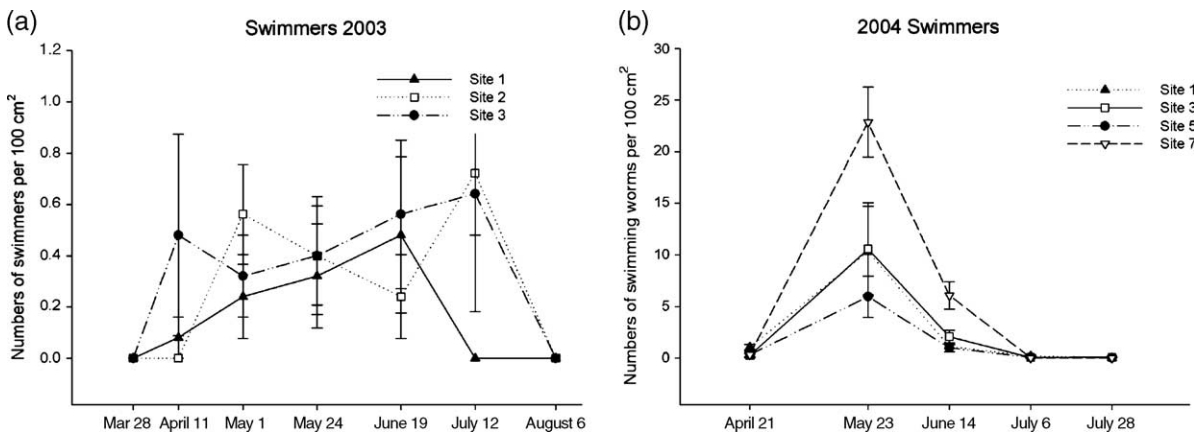 (a)
Swimmers 2003
Numbers of swimmers per 100 cm²
1.2
1.0
0.8
0.6
0.4
0.2
0.0
Site 1
Site 2
Site 3
Mar 28 April 11 May 1 May 24 June 19 July 12 August 6
(b)
2004 Swimmers
Numbers of swimming worms per 100 cm²
30
25
20
15
10
5
0
Site 1
Site 3
Site 5
Site 7
April 21 May 23 June 14 July 6 July 28